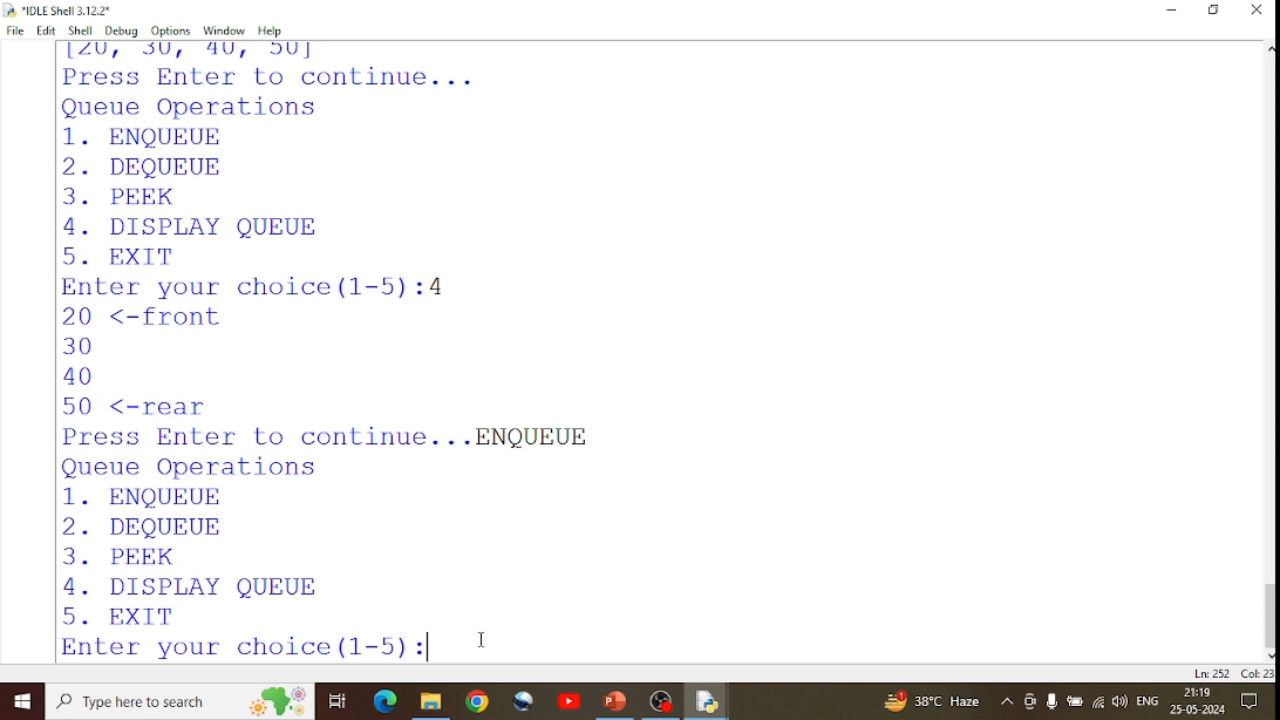 *IDLE Shell 3.12.2*
File Edit Shell Debug Options Window Help
[20, 30, 40, 50]
Press Enter to continue...
Queue Operations
1. ENQUEUE
2. DEQUEUE
3. PEEK
4. DISPLAY QUEUE
5. EXIT
Enter your choice(1-5):4
20 <-front
30
40
50 <-rear
Press Enter to continue...ENQUEUE
Queue Operations
1. ENQUEUE
2. DEQUEUE
3. PEEK
4. DISPLAY QUEUE
5. EXIT
Enter your choice(1-5):
Ln: 252 Col: 23
Type here to search
1
38°C Haze
ENG
21:19
25-05-2024